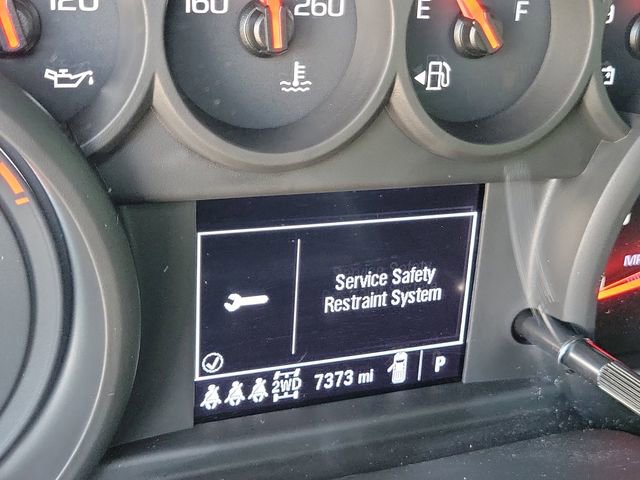 120
160
260
E
F
Service Safety
Restraint System
2WD
7373 mi
P